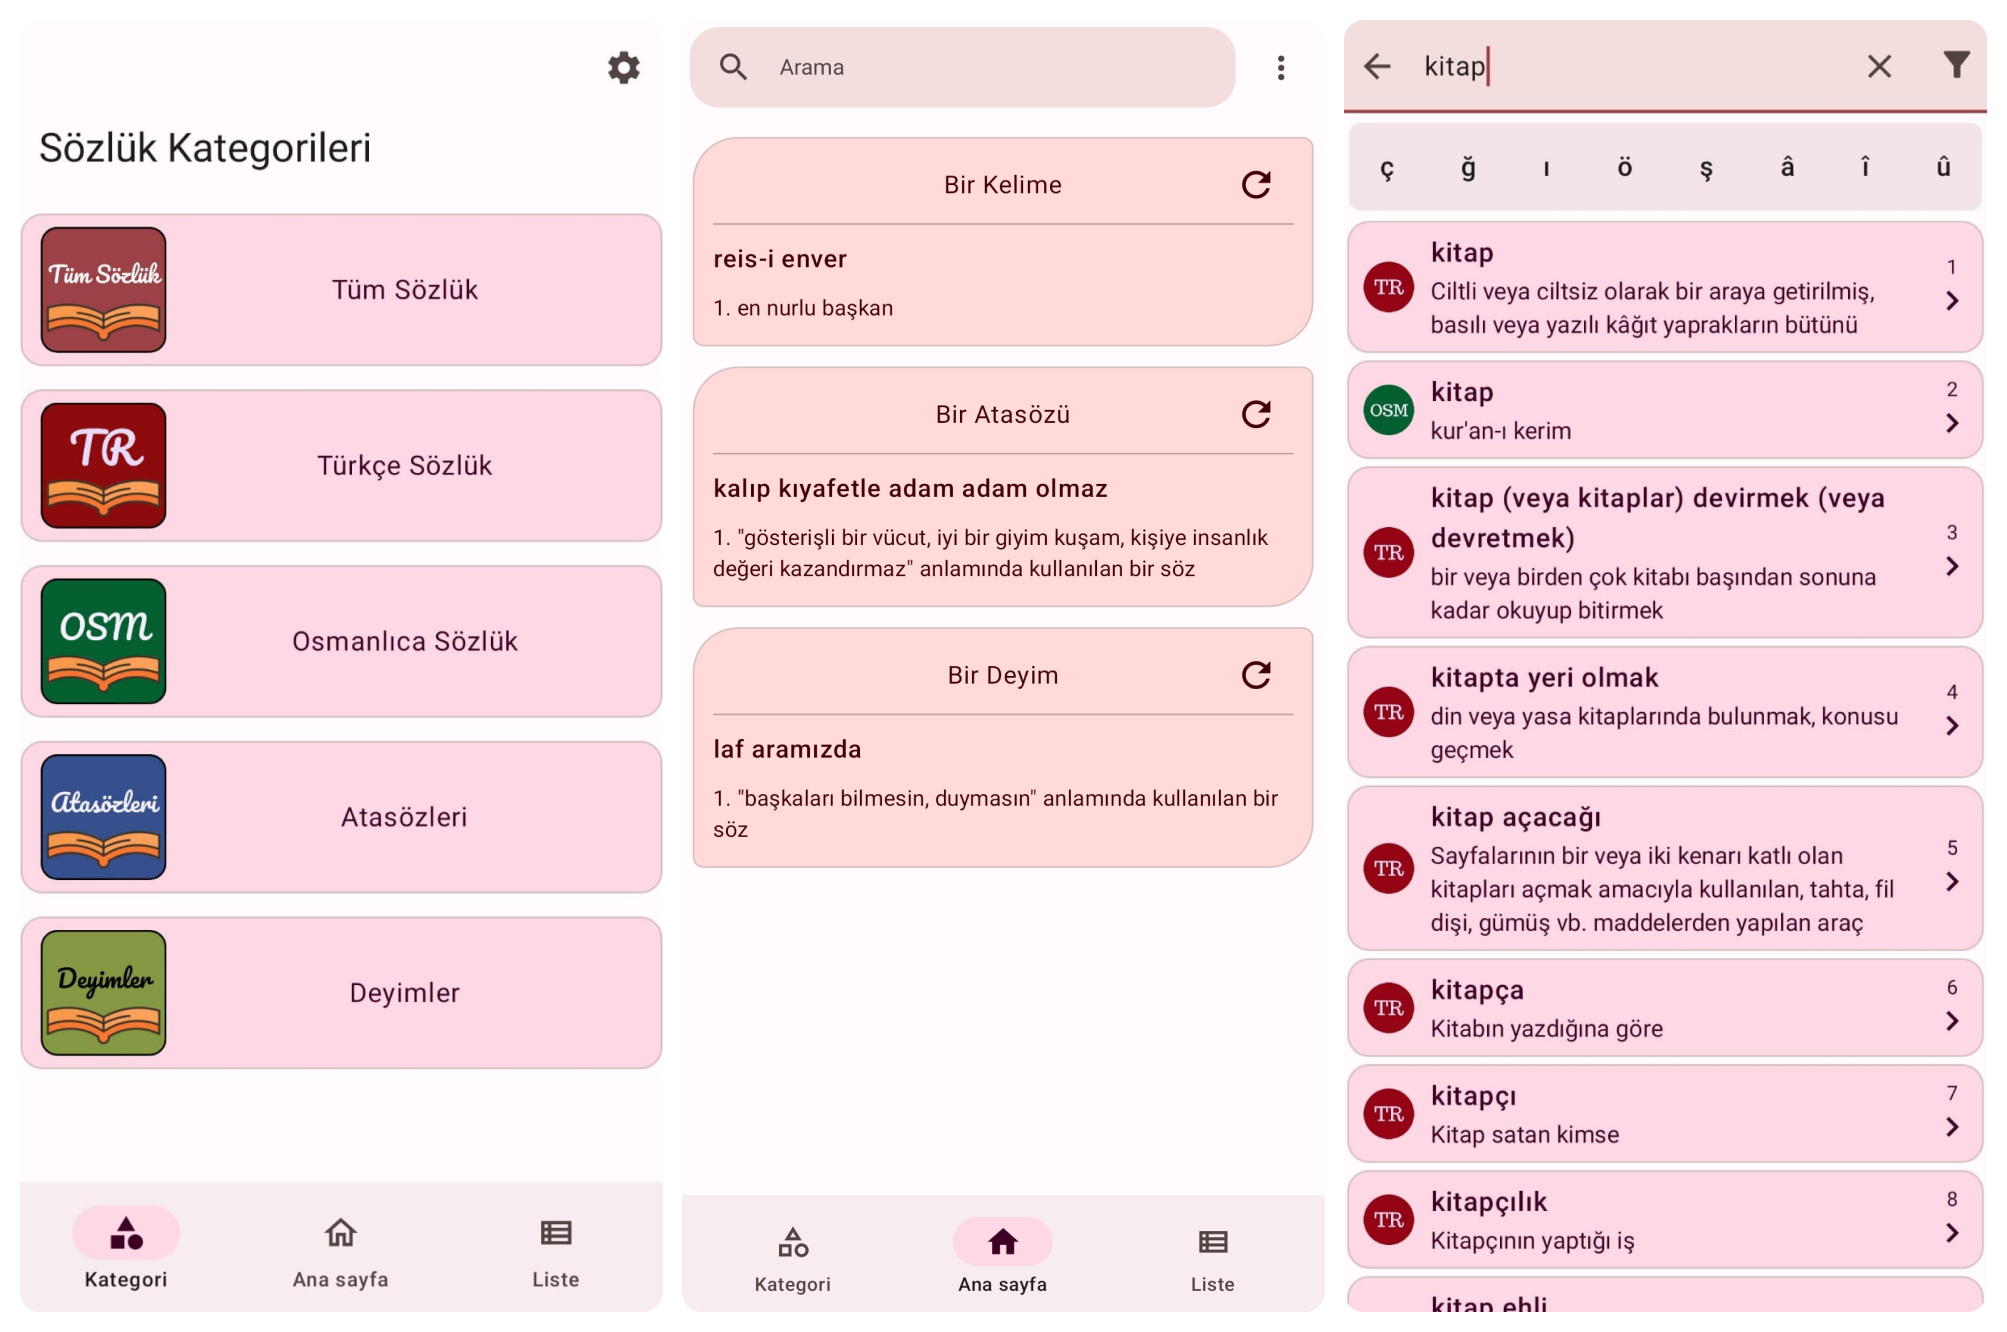 Sözlük Kategorileri
Tüm Sözlük
Tüm Sözlük
TR
Türkçe Sözlük
OSM
Osmanlıca Sözlük
Atasözleri
Atasözleri
Deyimler
Deyimler
Kategori
Ana sayfa
Liste
Arama
Bir Kelime
reis-i enver
1. en nurlu başkan
Bir Atasözü
kalıp kıyafetle adam adam olmaz
1. "gösterişli bir vücut, iyi bir giyim kuşam, kişiye insanlık
değeri kazandırmaz" anlamında kullanılan bir söz
Bir Deyim
laf aramızda
1. "başkaları bilmesin, duymasın" anlamında kullanılan bir
söz
Kategori
Ana sayfa
Liste
kitap
ç ğ ı ö ş â î û
TR
kitap
1
Ciltli veya ciltsiz olarak bir araya getirilmiş,
basılı veya yazılı kâğıt yaprakların bütünü
OSM
kitap
2
kur'an-ı kerim
TR
kitap (veya kitaplar) devirmek (veya
devretmek)
3
bir veya birden çok kitabı başından sonuna
kadar okuyup bitirmek
TR
kitapta yeri olmak
4
din veya yasa kitaplarında bulunmak, konusu
geçmek
TR
kitap açacağı
5
Sayfalarının bir veya iki kenarı katlı olan
kitapları açmak amacıyla kullanılan, tahta, fil
dişi, gümüş vb. maddelerden yapılan araç
TR
kitapça
6
Kitabın yazdığına göre
TR
kitapçı
7
Kitap satan kimse
TR
kitapçılık
8
Kitapçının yaptığı iş
kitap ehli